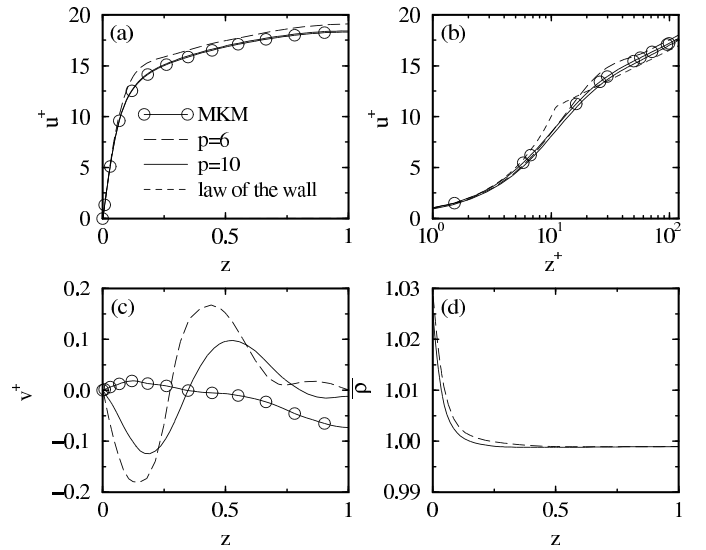 (a)
20
15
10
5
0
u+
0
0.5
1
z
MKM
p=6
p=10
law of the wall
(b)
20
15
10
5
0
u+
10^0
10^1
10^2
z+
(c)
0.2
0.1
0.0
−0.1
−0.2
v+
0
0.5
1
z
(d)
1.03
1.02
1.01
1.00
0.99
ρ̅
0
0.5
1
z